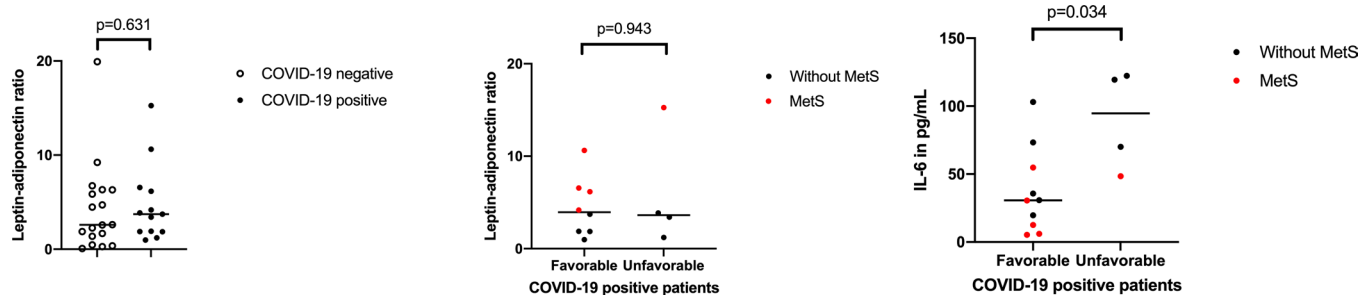 p=0.631
20
10
0
Leptin-adiponectin ratio
COVID-19 negative
COVID-19 positive
p=0.943
20
10
0
Leptin-adiponectin ratio
Without MetS
MetS
Favorable Unfavorable
COVID-19 positive patients
p=0.034
150
100
50
0
IL-6 in pg/mL
Without MetS
MetS
Favorable Unfavorable
COVID-19 positive patients